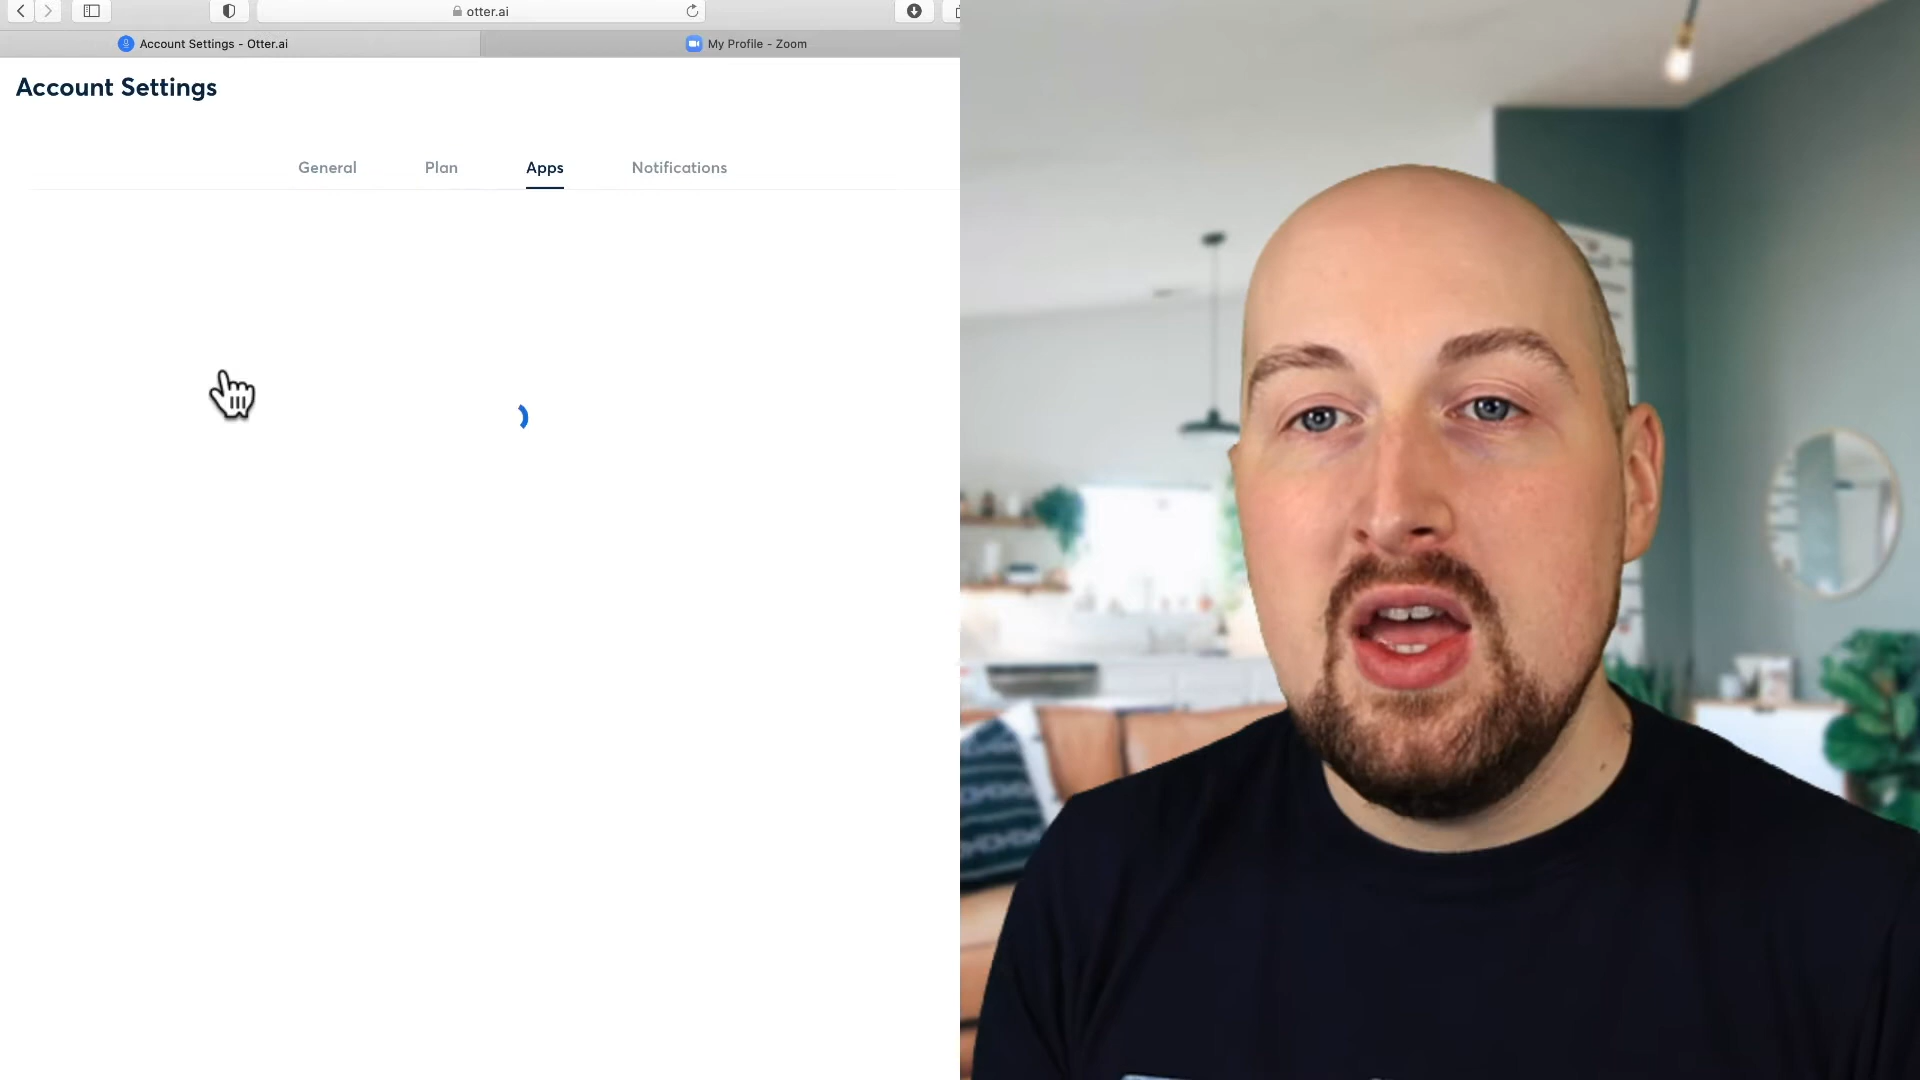 otter.ai
Account Settings - Otter.ai
My Profile - Zoom
Account Settings
General
Plan
Apps
Notifications